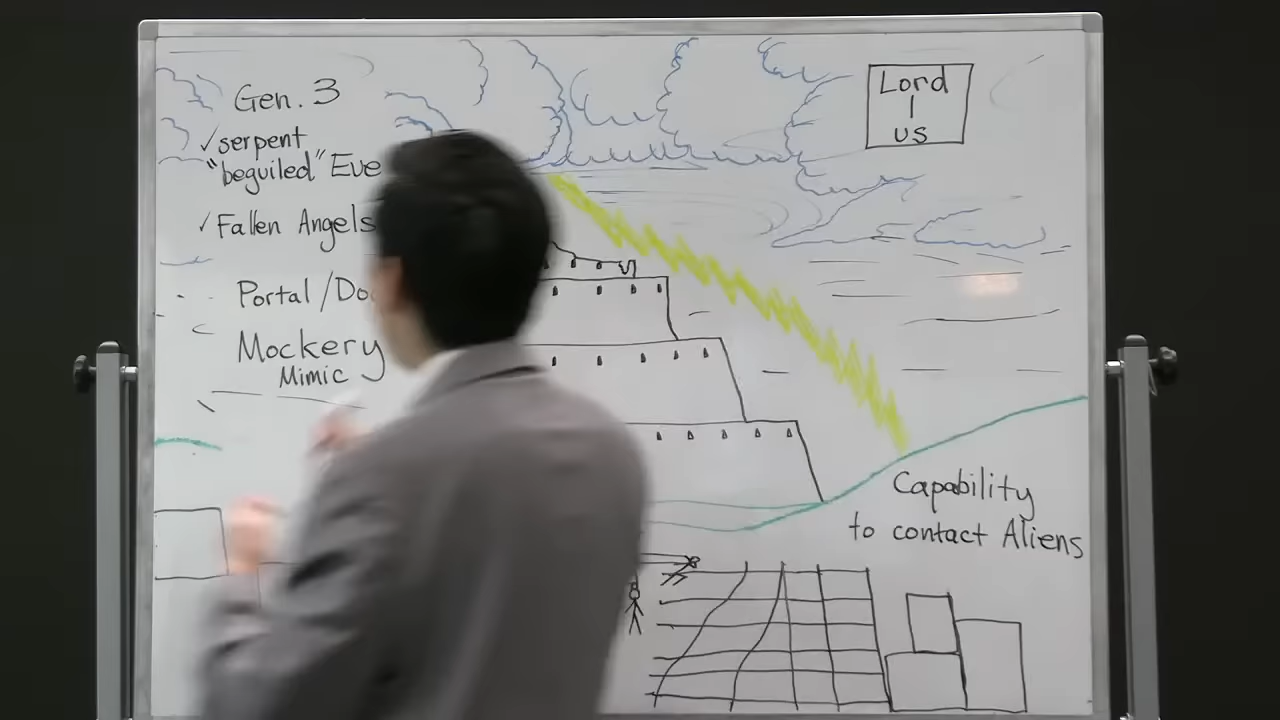 Gen. 3
✓serpent
"beguiled" Eve
✓Fallen Angels
Portal /
Mockery
Mimic
Lord
|
us
Capability
to contact Aliens